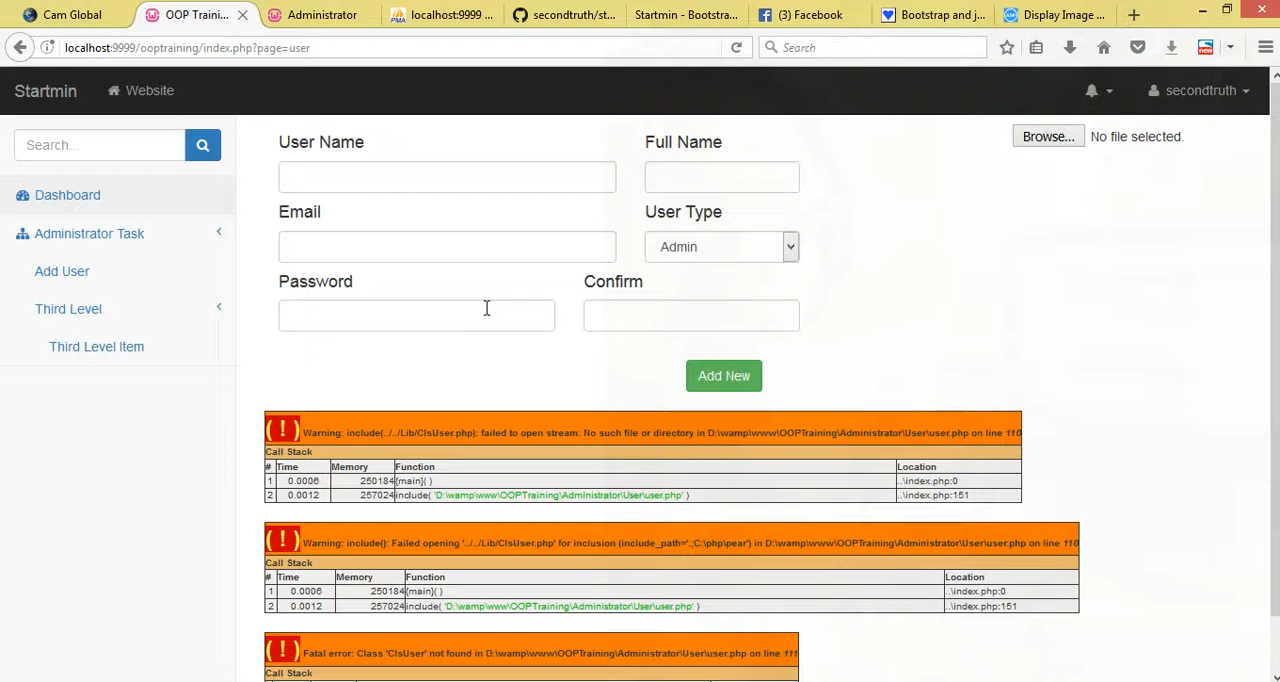 Cam Global
OOP Traini...
Administrator
localhost:9999 ...
secondtruth/st...
Startmin - Bootstra...
(3) Facebook
Bootstrap and j...
Display Image ...
localhost:9999/ooptraining/index.php?page=user
Search
Startmin
Website
secondtruth
Search...
Dashboard
Administrator Task
Add User
Third Level
Third Level Item
User Name
Full Name
Browse...
No file selected.
Email
User Type
Admin
Password
Confirm
Add New
( ! ) Warning: include(../../Lib/ClsUser.php): failed to open stream: No such file or directory in D:\wamp\www\OOPTraining\Administrator\User\user.php on line 110
Call Stack
# Time Memory Function Location
1 0.0006 250184 {main}( ) ..\index.php:0
2 0.0012 257024 include( 'D:\wamp\www\OOPTraining\Administrator\User\user.php' ) ..\index.php:151
( ! ) Warning: include(): Failed opening '../../Lib/ClsUser.php' for inclusion (include_path='.;C:\php\pear') in D:\wamp\www\OOPTraining\Administrator\User\user.php on line 110
Call Stack
# Time Memory Function Location
1 0.0006 250184 {main}( ) ..\index.php:0
2 0.0012 257024 include( 'D:\wamp\www\OOPTraining\Administrator\User\user.php' ) ..\index.php:151
( ! ) Fatal error: Class 'ClsUser' not found in D:\wamp\www\OOPTraining\Administrator\User\user.php on line 111
Call Stack